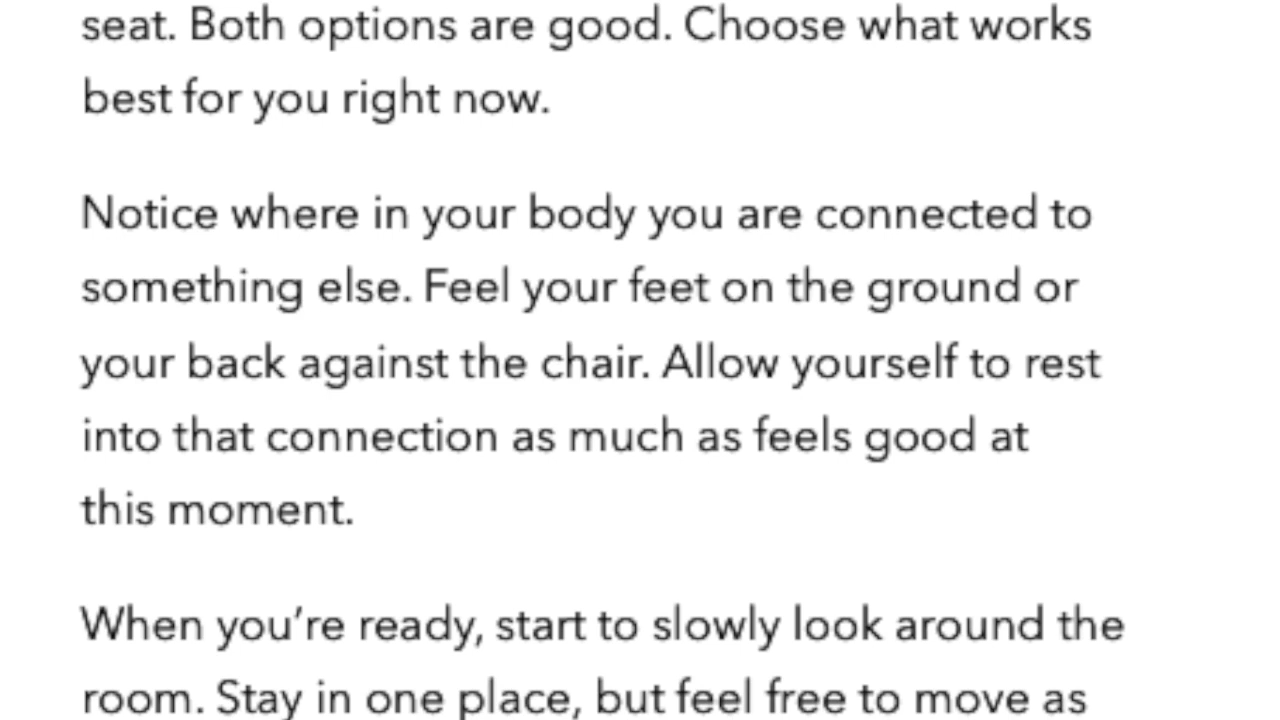 seat. Both options are good. Choose what works
best for you right now.
Notice where in your body you are connected to
something else. Feel your feet on the ground or
your back against the chair. Allow yourself to rest
into that connection as much as feels good at
this moment.
When you’re ready, start to slowly look around the
room. Stay in one place, but feel free to move as